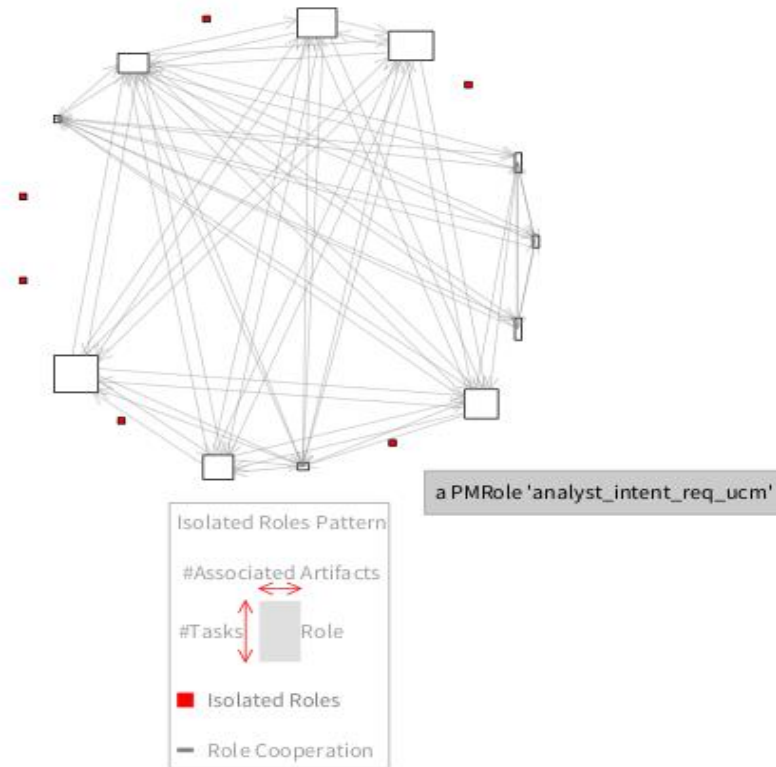 a PMRole 'analyst_intent_req_ucm'
Isolated Roles Pattern
#Associated Artifacts
#Tasks Role
Isolated Roles
Role Cooperation